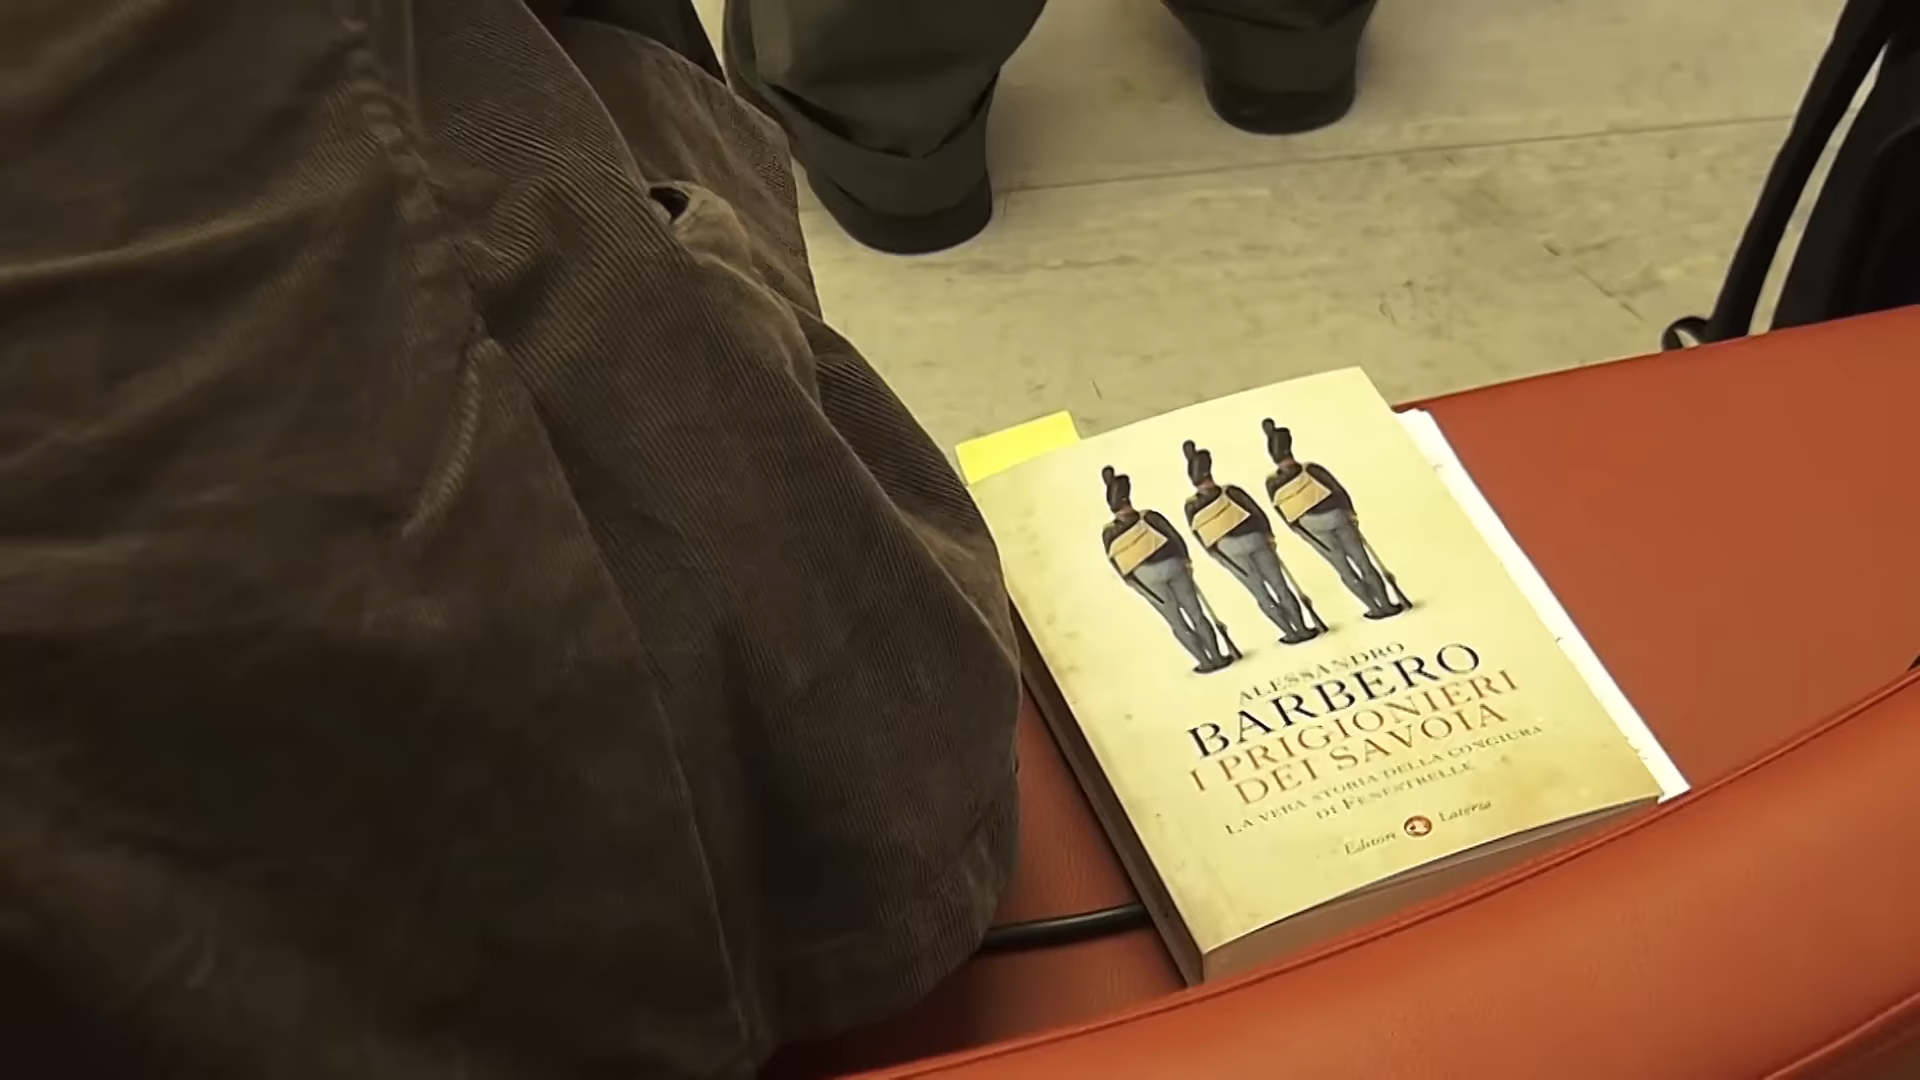 ALESSANDRO
BARBERO
I PRIGIONIERI
DEI SAVOIA
LA VERA STORIA DELLA CONGIURA
DI FENESTRELLE
Editori Laterza